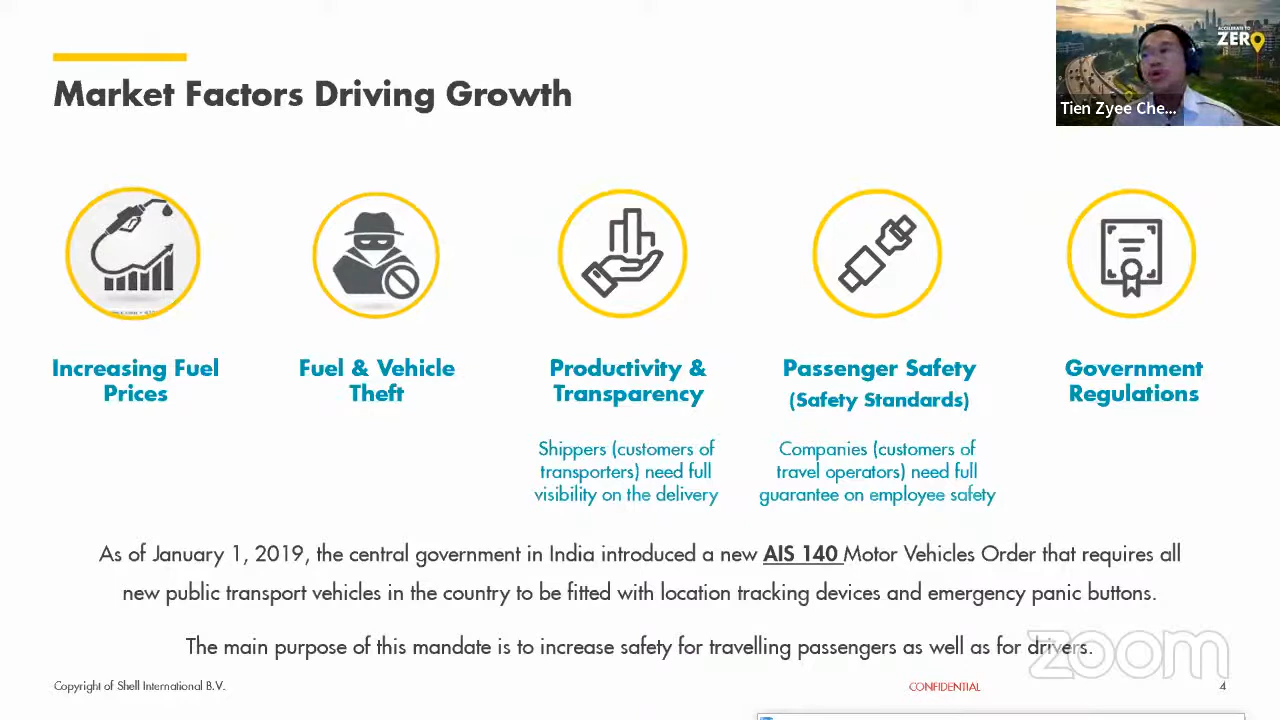 ACCELERATE TO
ZERO
Tien Zyee Che...
Market Factors Driving Growth
Increasing Fuel
Prices
Fuel & Vehicle
Theft
Productivity &
Transparency
Shippers (customers of
transporters) need full
visibility on the delivery
Passenger Safety
(Safety Standards)
Companies (customers of
travel operators) need full
guarantee on employee safety
Government
Regulations
As of January 1, 2019, the central government in India introduced a new AIS 140 Motor Vehicles Order that requires all
new public transport vehicles in the country to be fitted with location tracking devices and emergency panic buttons.
The main purpose of this mandate is to increase safety for travelling passengers as well as for drivers.
zoom
Copyright of Shell International B.V.
CONFIDENTIAL
4